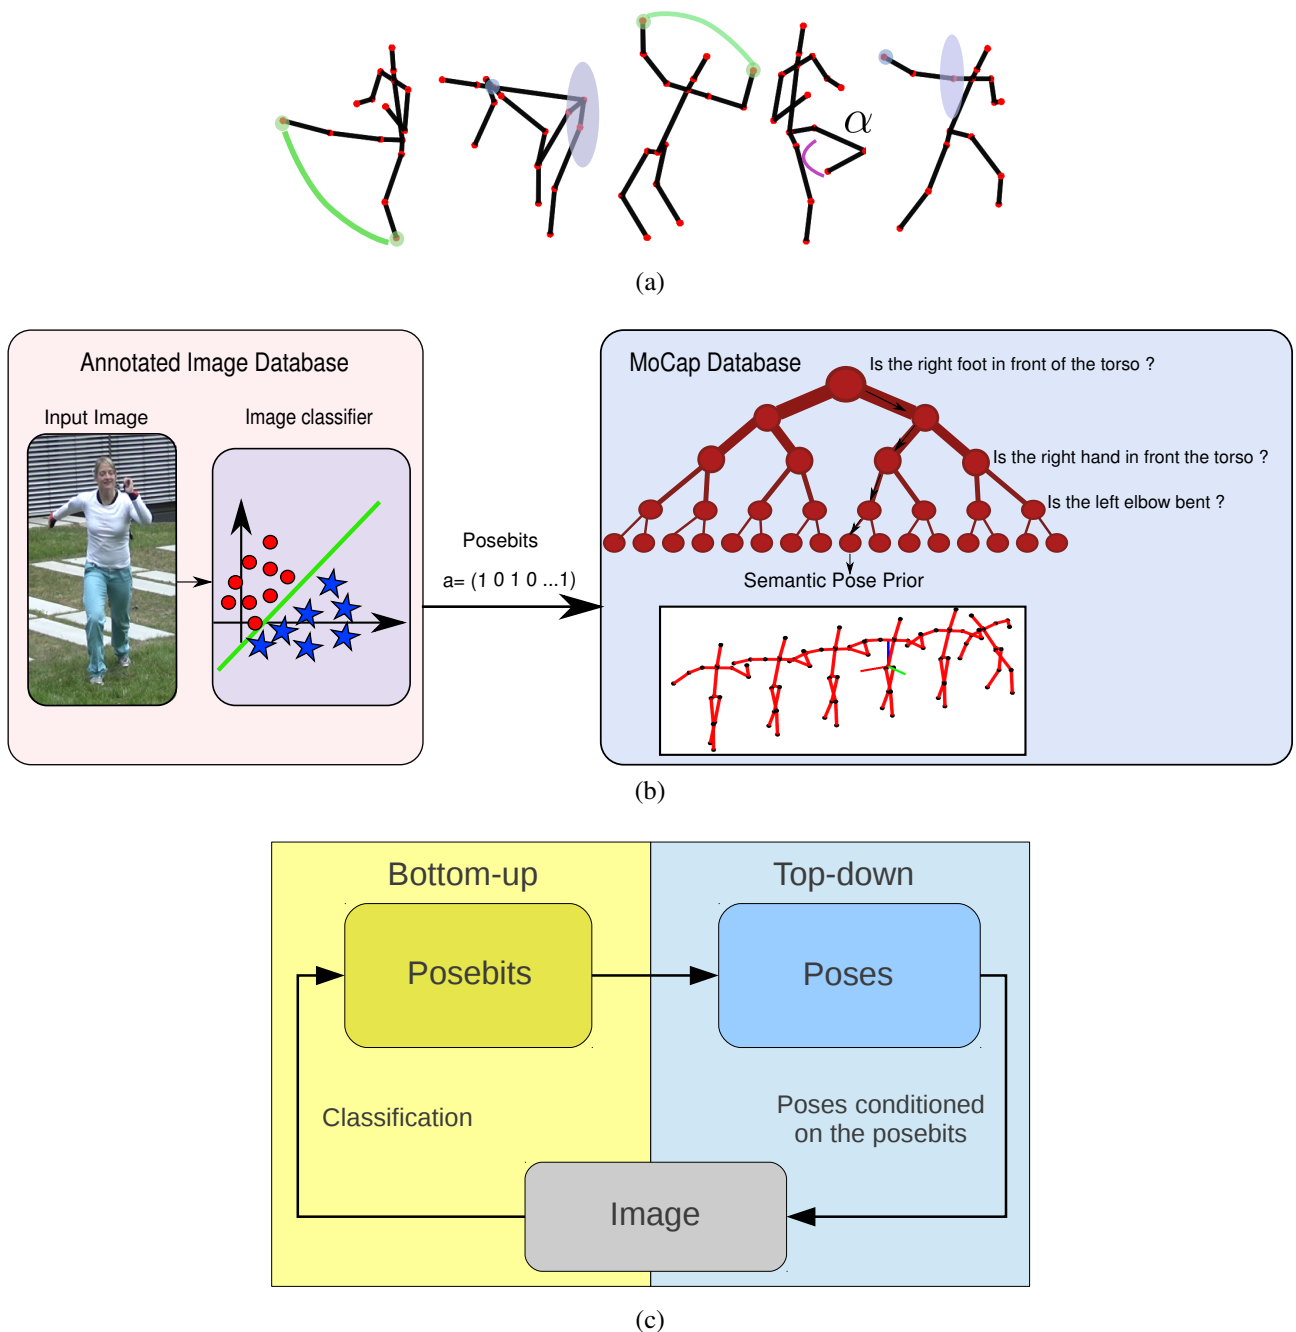 α
(a)
Annotated Image Database
Input Image
Image classifier
Posebits
a= (1 0 1 0 ...1)
MoCap Database
Is the right foot in front of the torso ?
Is the right hand in front the torso ?
Is the left elbow bent ?
Semantic Pose Prior
(b)
Bottom-up
Top-down
Posebits
Poses
Classification
Poses conditioned
on the posebits
Image
(c)